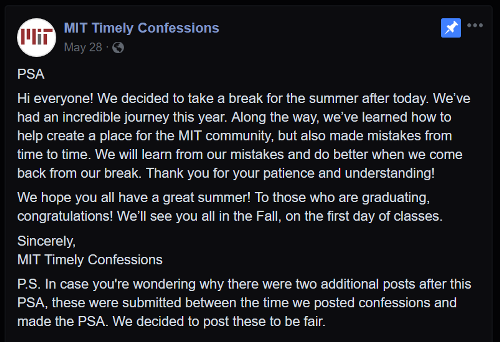 MIT Timely Confessions
May 28 ·
PSA
Hi everyone! We decided to take a break for the summer after today. We've
had an incredible journey this year. Along the way, we've learned how to
help create a place for the MIT community, but also made mistakes from
time to time. We will learn from our mistakes and do better when we come
back from our break. Thank you for your patience and understanding!
We hope you all have a great summer! To those who are graduating,
congratulations! We'll see you all in the Fall, on the first day of classes.
Sincerely,
MIT Timely Confessions
P.S. In case you're wondering why there were two additional posts after this
PSA, these were submitted between the time we posted confessions and
made the PSA. We decided to post these to be fair.